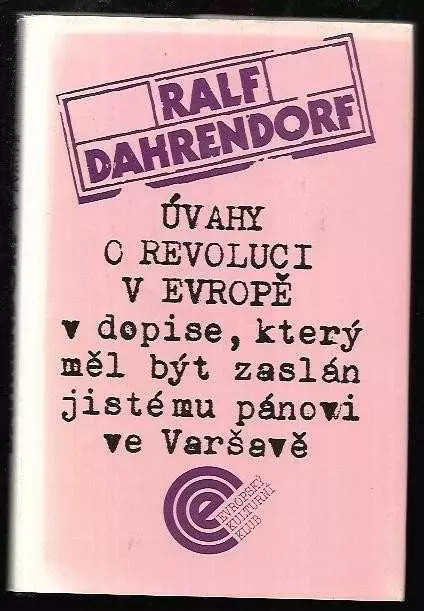 RALF
DAHRENDORF
ÚVAHY
O REVOLUCI
V EVROPĚ
v dopise, který
měl být zaslán
jistému pánovi
ve Varšavě
EVROPSKÝ
KULTURNÍ
KLUB